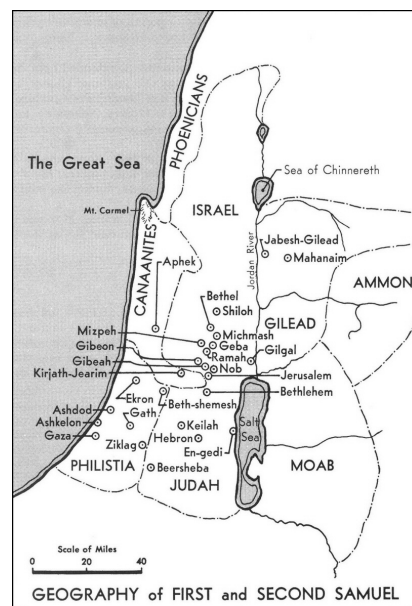 PHOENICIANS
The Great Sea
Sea of Chinnereth
Mt. Carmel
ISRAEL
CANAANITES
Jordan River
Jabesh-Gilead
Mahanaim
Aphek
AMMON
Bethel
Shiloh
GILEAD
Mizpeh
Michmash
Gibeon
Geba
Ramah
Gilgal
Gibeah
Nob
Kirjath-Jearim
Jerusalem
Ekron
Beth-shemesh
Bethlehem
Ashdod
Gath
Ashkelon
Keilah
Salt
Sea
Gaza
Hebron
Ziklag
En-gedi
PHILISTIA
Beersheba
MOAB
JUDAH
Scale of Miles
0 20 40
GEOGRAPHY of FIRST and SECOND SAMUEL